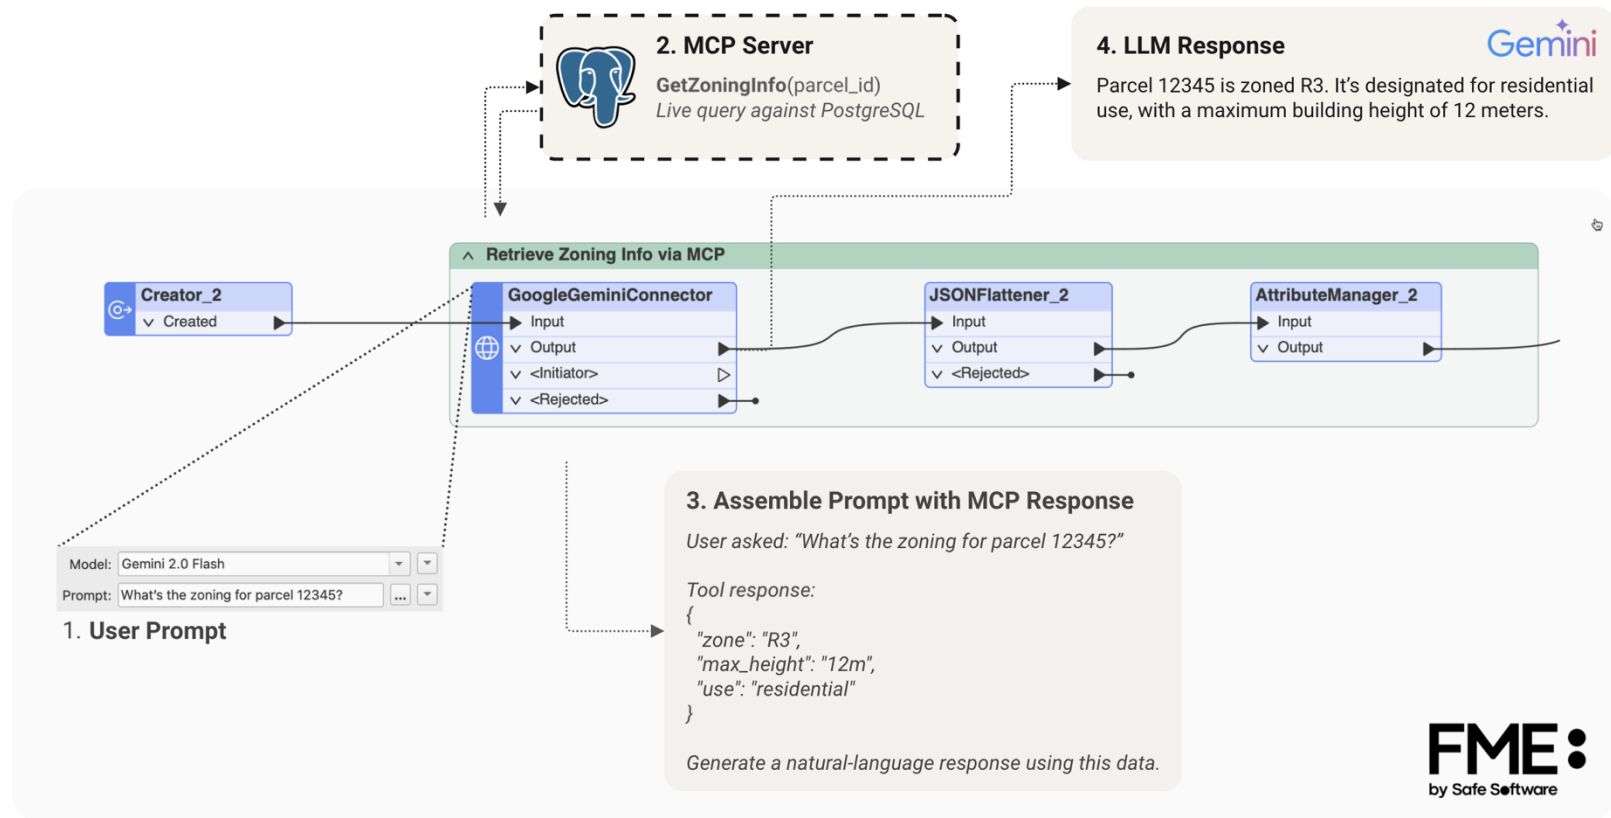 2. MCP Server
GetZoningInfo(parcel_id)
Live query against PostgreSQL
4. LLM Response
Gemini
Parcel 12345 is zoned R3. It’s designated for residential
use, with a maximum building height of 12 meters.
Retrieve Zoning Info via MCP
Creator_2
Created
GoogleGeminiConnector
Input
Output
<Initiator>
<Rejected>
JSONFlattener_2
Input
Output
<Rejected>
AttributeManager_2
Input
Output
Model: Gemini 2.0 Flash
Prompt: What's the zoning for parcel 12345? ...
1. User Prompt
3. Assemble Prompt with MCP Response
User asked: “What’s the zoning for parcel 12345?”
Tool response:
{
"zone": "R3",
"max_height": "12m",
"use": "residential"
}
Generate a natural-language response using this data.
FME:
by Safe Software